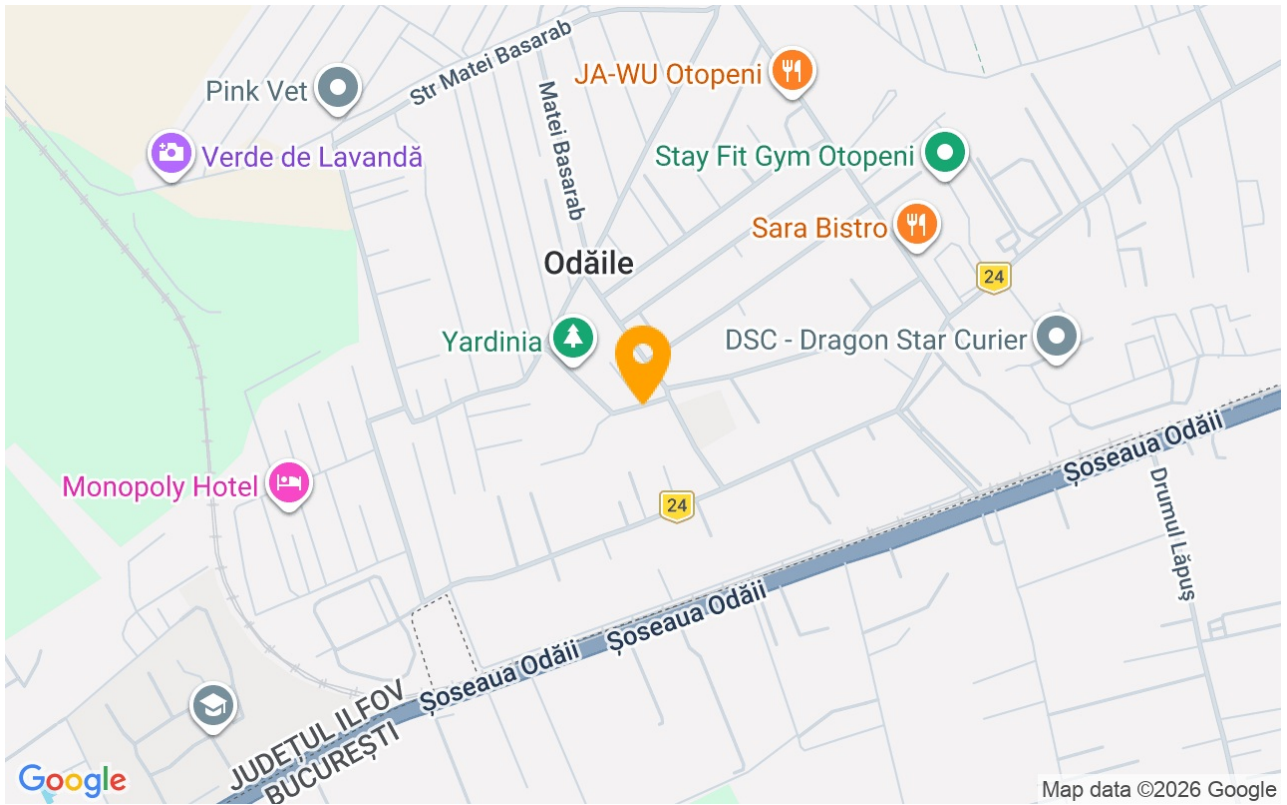 Str Matei Basarab
JA-WU Otopeni
Pink Vet
Matei Basarab
Verde de Lavandă
Stay Fit Gym Otopeni
Sara Bistro
Odăile
24
Yardinia
DSC - Dragon Star Curier
Șoseaua Odăii
Monopoly Hotel
24
Drumul Lăpuș
Șoseaua Odăii
Șoseaua Odăii
JUDEȚUL ILFOV
BUCUREȘTI
Google
Map data ©2026 Google